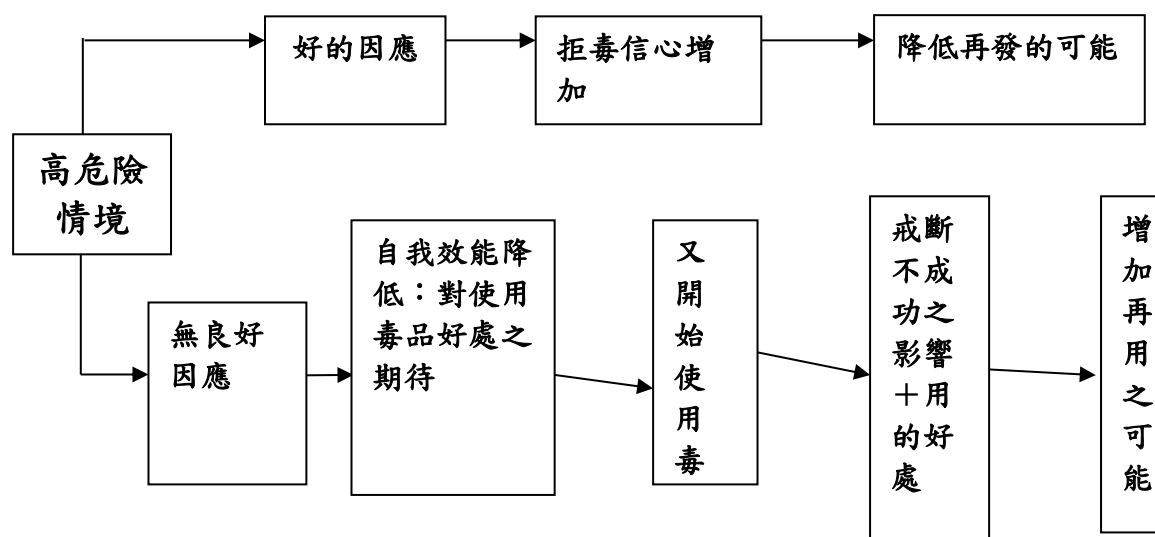 好的因應
拒毒信心增
加
降低再發的可能
高危險
情境
無良好
因應
自我效能降
低：對使用
毒品好處之
期待
又
開
始
使
用
毒
戒斷
不成
功之
影響
＋用
的好
處
增
加
再
用
之
可
能